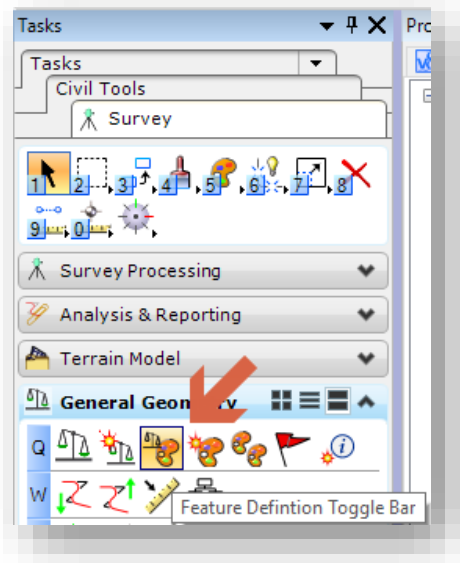 Tasks
Pro
Tasks
Civil Tools
Survey
1 2 3 4 5 6 7 8
9 0
Survey Processing
Analysis & Reporting
Terrain Model
General Geometry
Q
W
Feature Defintion Toggle Bar